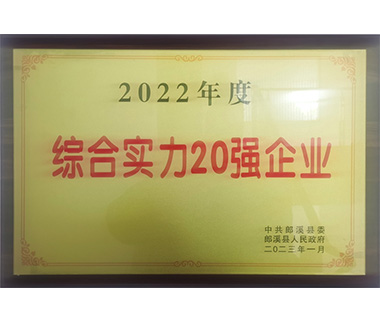 2022年度
综合实力20强企业
中共郎溪县委
郎溪县人民政府
二〇二三年一月